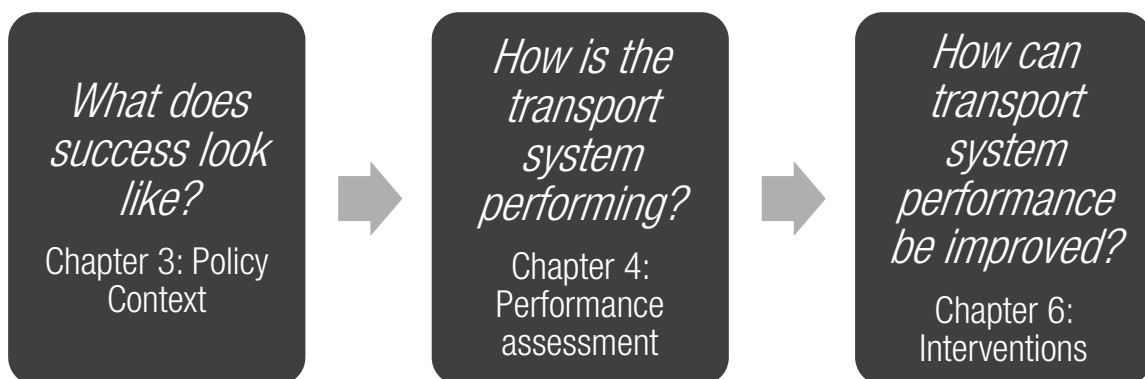 What does
success look
like?
Chapter 3: Policy
Context
How is the
transport
system
performing?
Chapter 4:
Performance
assessment
How can
transport
system
performance
be improved?
Chapter 6:
Interventions